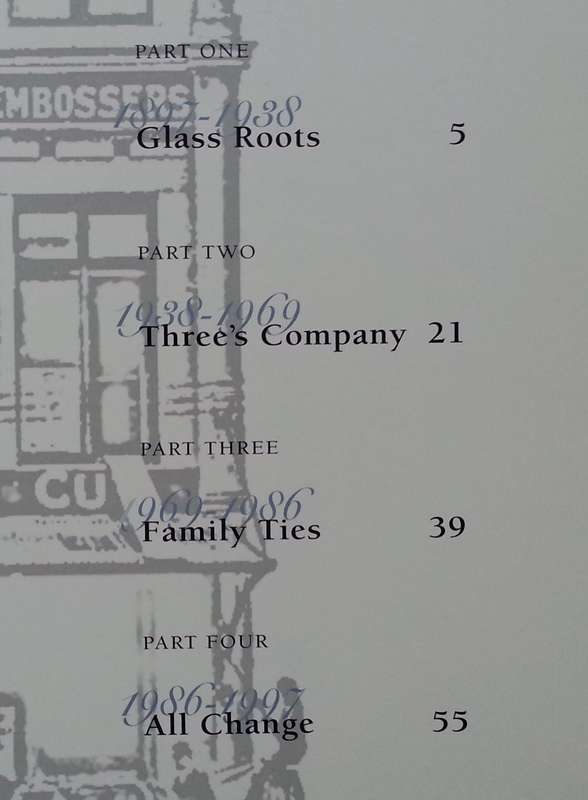 EMBOSSERS
PART ONE
1897-1938
Glass Roots 5
PART TWO
1938-1969
Three's Company 21
CU
PART THREE
1969-1986
Family Ties 39
PART FOUR
1986-1997
All Change 55